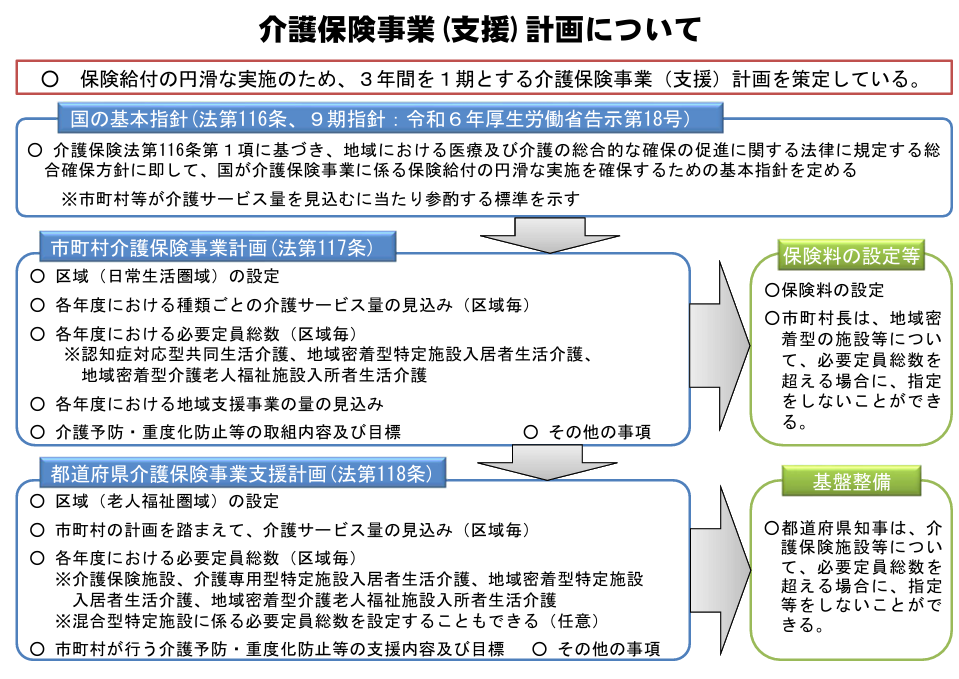 介護保険事業(支援)計画について
〇　保険給付の円滑な実施のため、３年間を１期とする介護保険事業（支援）計画を策定している。
国の基本指針(法第116条、９期指針：令和６年厚生労働省告示第18号)
〇 介護保険法第116条第１項に基づき、地域における医療及び介護の総合的な確保の促進に関する法律に規定する総
合確保方針に即して、国が介護保険事業に係る保険給付の円滑な実施を確保するための基本指針を定める
※市町村等が介護サービス量を見込むに当たり参酌する標準を示す
市町村介護保険事業計画(法第117条)
〇 区域（日常生活圏域）の設定
〇 各年度における種類ごとの介護サービス量の見込み（区域毎）
〇 各年度における必要定員総数（区域毎）
※認知症対応型共同生活介護、地域密着型特定施設入居者生活介護、
地域密着型介護老人福祉施設入所者生活介護
〇 各年度における地域支援事業の量の見込み
〇 介護予防・重度化防止等の取組内容及び目標　　〇 その他の事項
保険料の設定等
〇保険料の設定
〇市町村長は、地域密
着型の施設等につい
て、必要定員総数を
超える場合に、指定
をしないことができ
る。
都道府県介護保険事業支援計画(法第118条)
〇 区域（老人福祉圏域）の設定
〇 市町村の計画を踏まえて、介護サービス量の見込み（区域毎）
〇 各年度における必要定員総数（区域毎）
※介護保険施設、介護専用型特定施設入居者生活介護、地域密着型特定施設
入居者生活介護、地域密着型介護老人福祉施設入所者生活介護
※混合型特定施設に係る必要定員総数を設定することもできる（任意）
〇 市町村が行う介護予防・重度化防止等の支援内容及び目標　〇 その他の事項
基盤整備
〇都道府県知事は、介
護保険施設等につい
て、必要定員総数を
超える場合に、指定
等をしないことがで
きる。